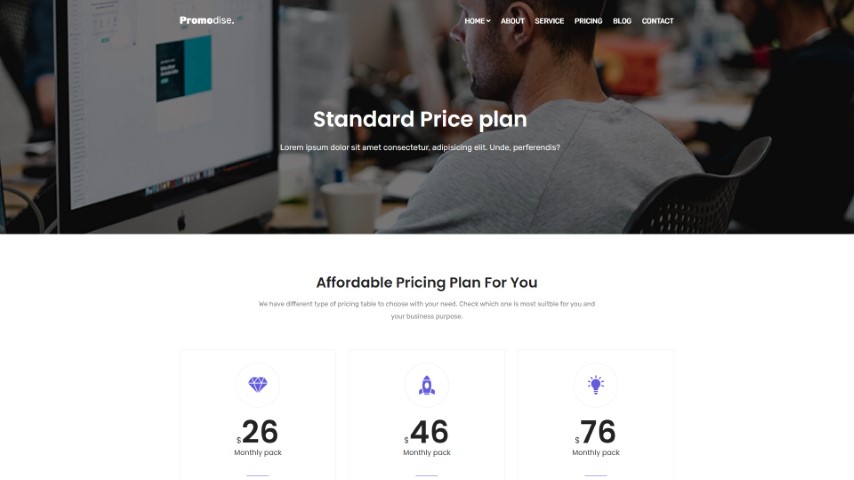 Promodise.
HOME ABOUT SERVICE PRICING BLOG CONTACT
Standard Price plan
Lorem ipsum dolor sit amet consectetur, adipisicing elit. Unde, perferendis?
Affordable Pricing Plan For You
We have different type of pricing table to choose with your need. Check which one is most suitble for you and
your business purpose.
$26 $46 $76
Monthly pack Monthly pack Monthly pack